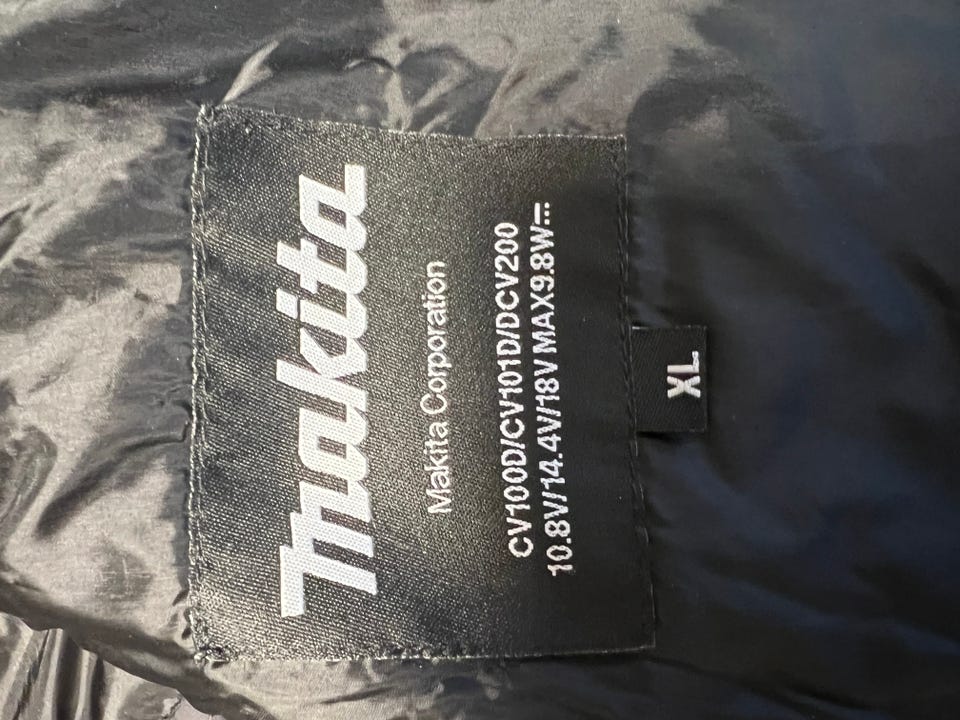 makita
Makita Corporation
CV100D/CV101D/DCV200
10.8V/14.4V/18V MAX9.8W⎓
XL